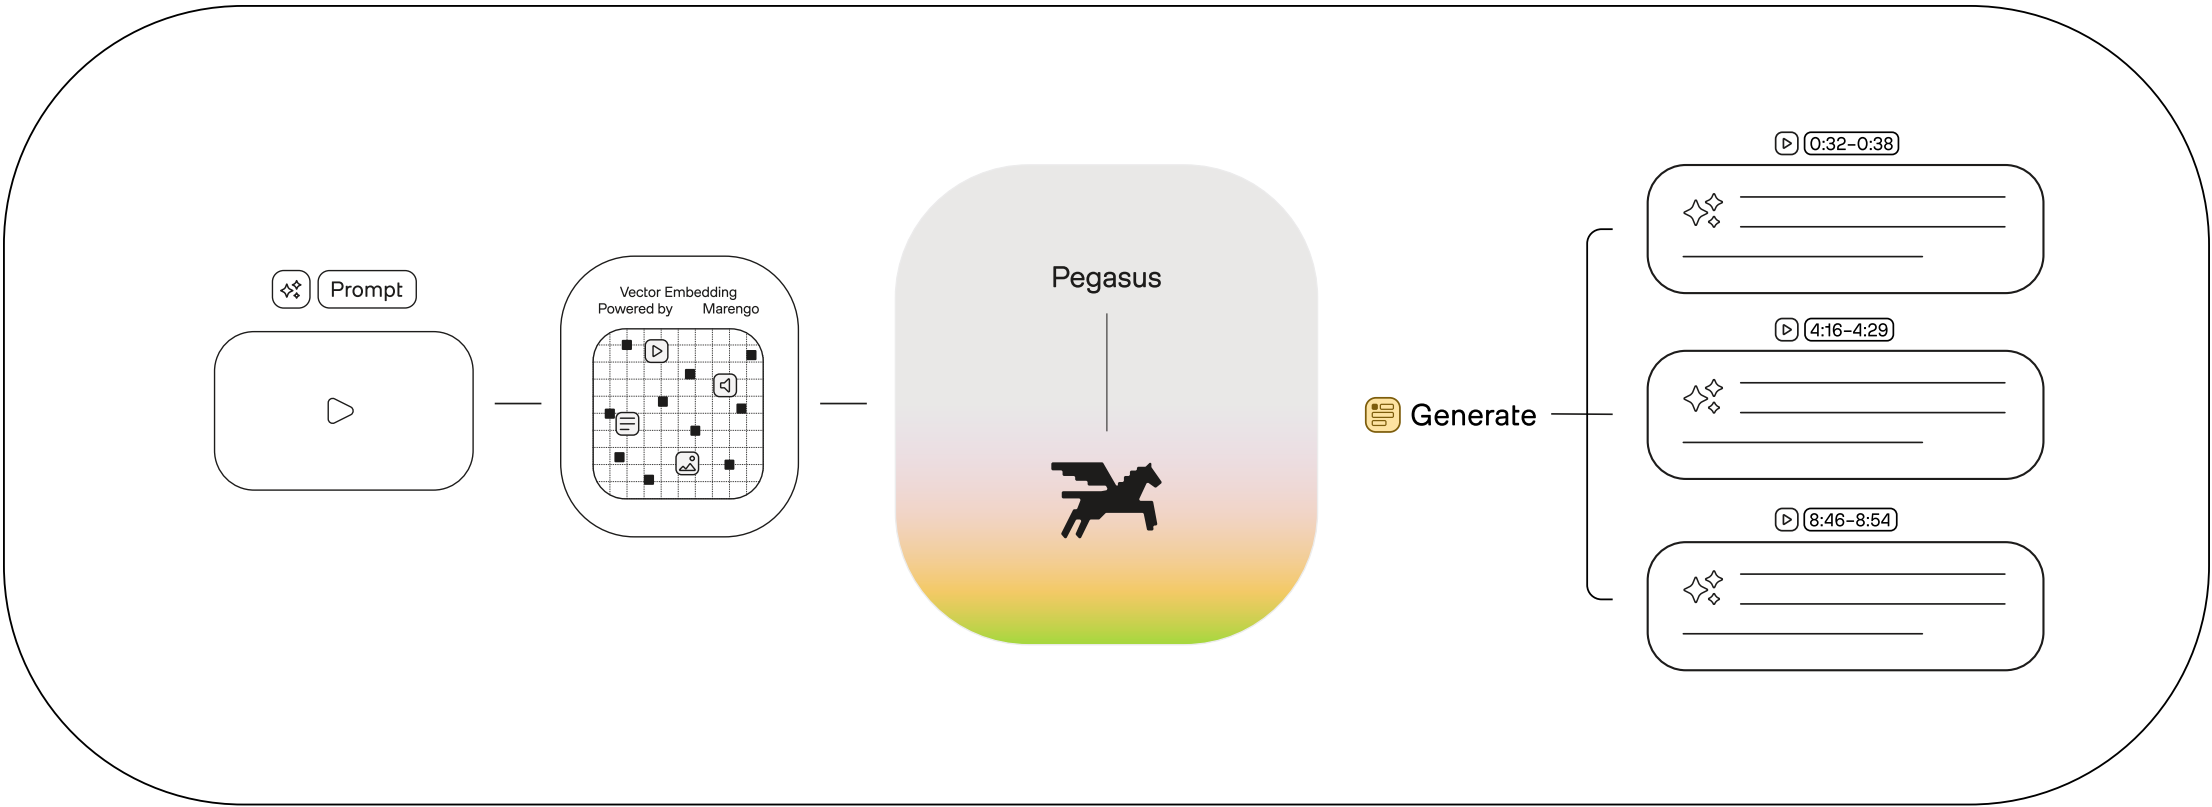 Prompt
Vector Embedding
Powered by Marengo
Pegasus
Generate
0:32–0:38
4:16–4:29
8:46–8:54